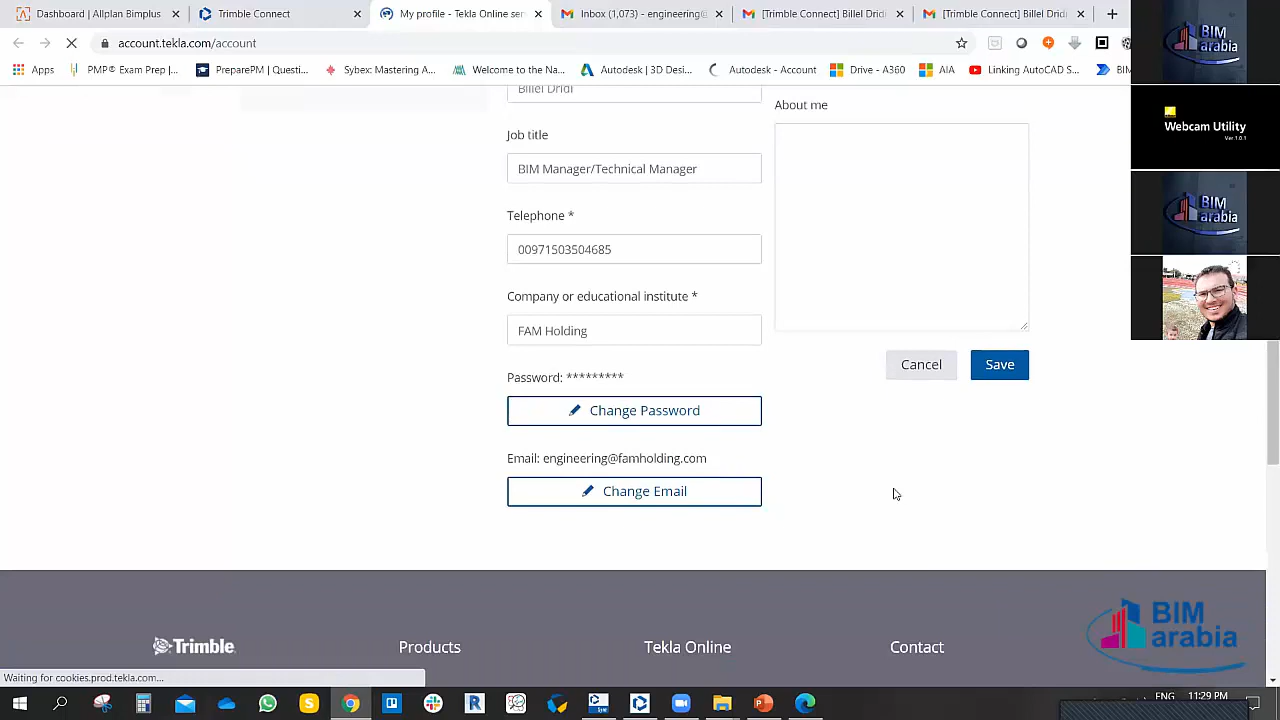 Dashboard | Allplan Bimplus
Trimble Connect
My profile - Tekla Online ser
Inbox (1,073) - engineering@
[Trimble Connect] Billel Dridi
[Trimble Connect] Billel Dridi
account.tekla.com/account
Apps
PMP® Exam Prep |...
PreparePM | Questi...
Sybex Mastering ...
Welcome to the Na...
Autodesk | 3D Desi...
Autodesk - Account
Drive - A360
AIA
Linking AutoCAD S...
BIM
Billel Dridi
About me
Job title
BIM Manager/Technical Manager
Telephone *
00971503504685
Company or educational institute *
FAM Holding
Cancel
Save
Password: *********
Change Password
Email: engineering@famholding.com
Change Email
Trimble
Products
Tekla Online
Contact
Waiting for cookies.prod.tekla.com...
BIM
arabia
Webcam Utility
Ver.1.0.1
BIM
arabia
BIM
arabia
ENG
11:29 PM